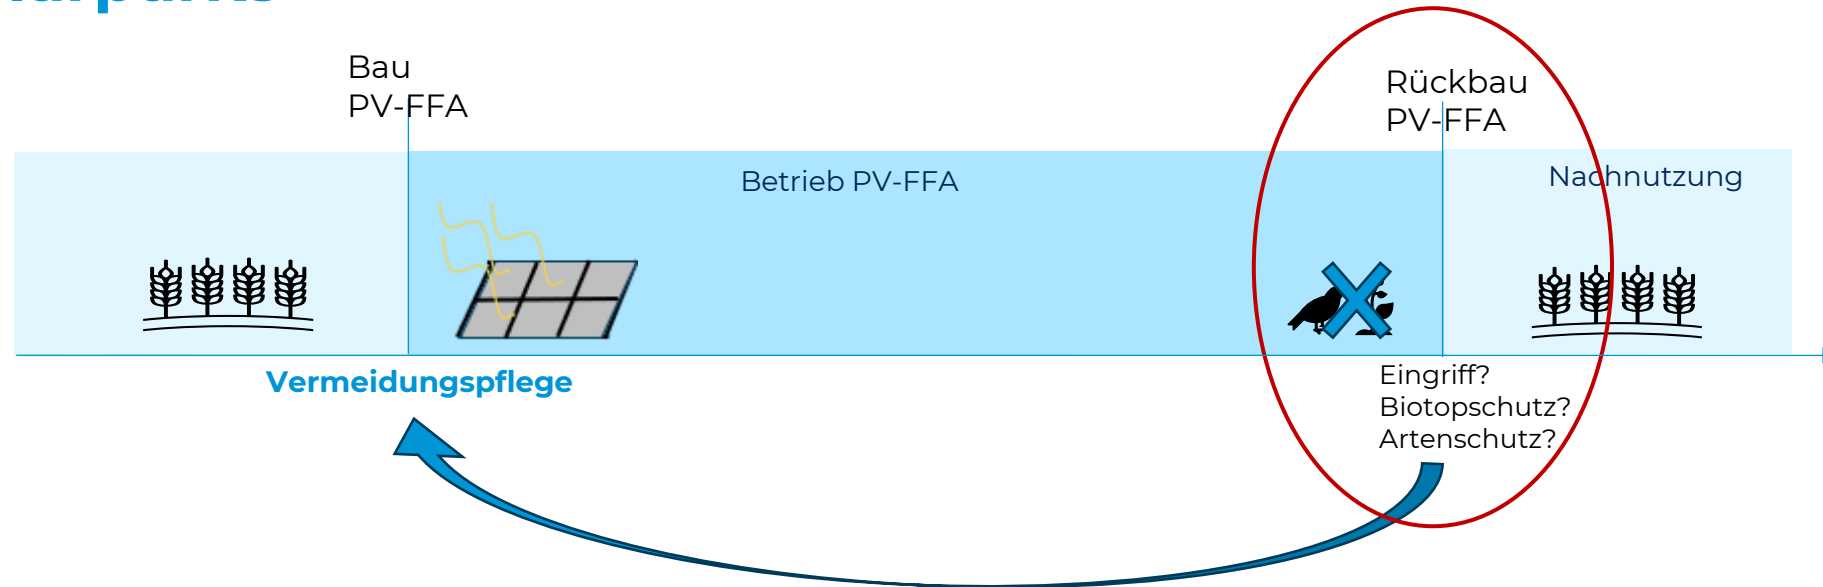 Bau
PV-FFA
Rückbau
PV-FFA
Betrieb PV-FFA
Nachnutzung
Vermeidungspflege
Eingriff?
Biotopschutz?
Artenschutz?